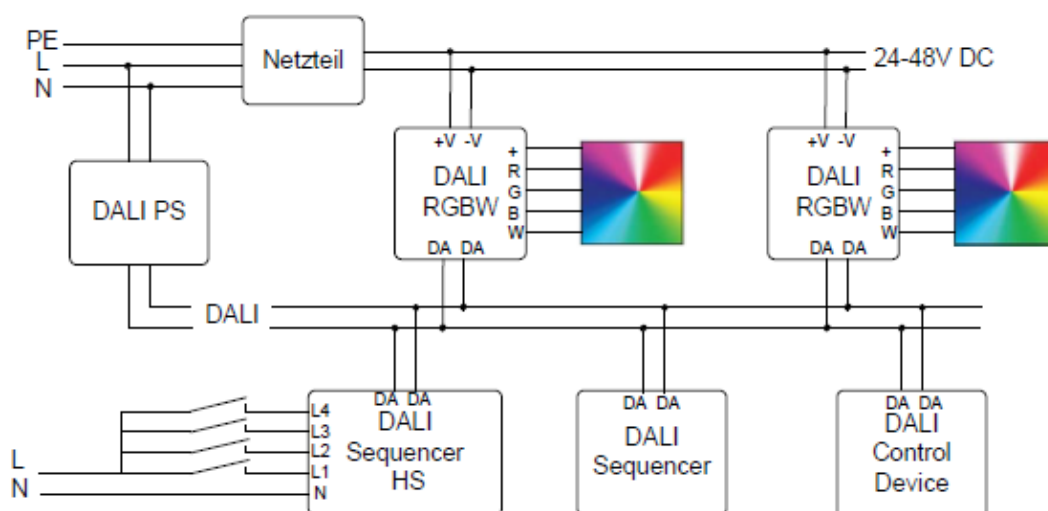 PE
L
N
Netzteil
24-48V DC
+V -V
DALI
RGBW
+
R
G
B
W
DA DA
+V -V
DALI
RGBW
+
R
G
B
W
DA DA
DALI PS
DALI
DA DA
DALI
Sequencer
HS
L4
L3
L2
L1
N
L
N
DA DA
DALI
Sequencer
DA DA
DALI
Control
Device